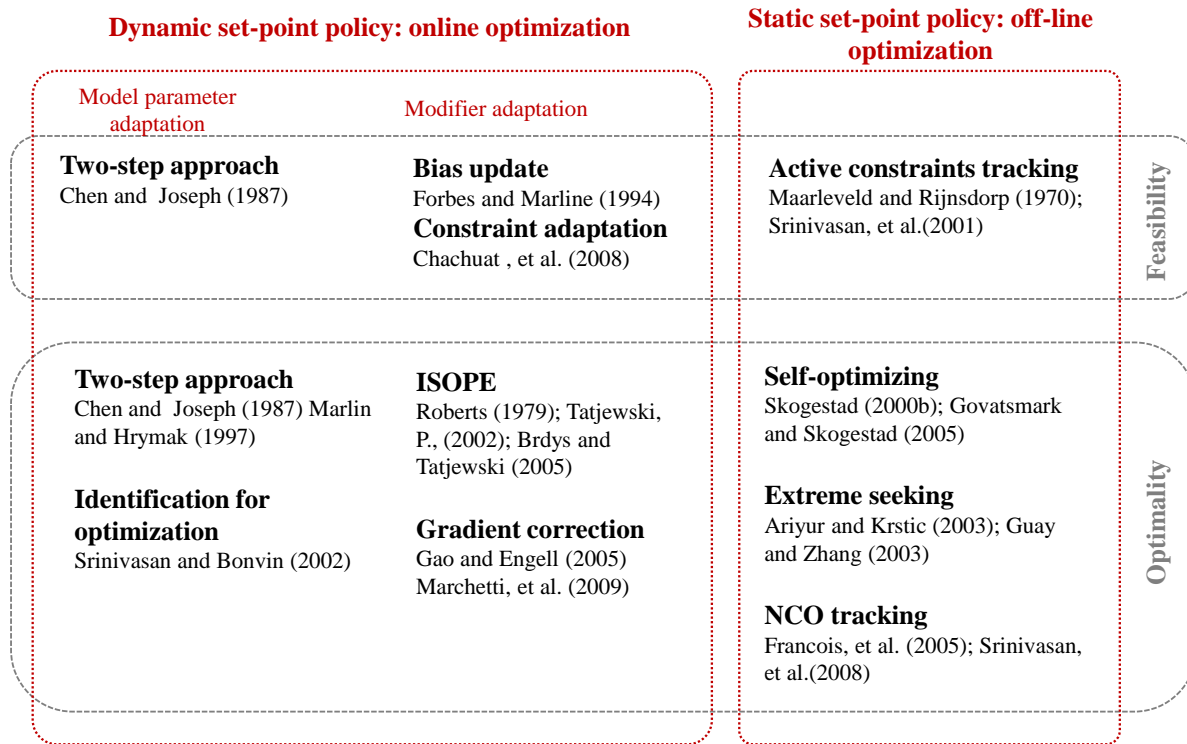 Dynamic set-point policy: online optimization
Static set-point policy: off-line
optimization
Model parameter
adaptation
Modifier adaptation
Two-step approach
Chen and Joseph (1987)
Bias update
Forbes and Marline (1994)
Constraint adaptation
Chachuat , et al. (2008)
Active constraints tracking
Maarleveld and Rijnsdorp (1970);
Srinivasan, et al.(2001)
Feasibility
Two-step approach
Chen and Joseph (1987) Marlin
and Hrymak (1997)
Identification for
optimization
Srinivasan and Bonvin (2002)
ISOPE
Roberts (1979); Tatjewski,
P., (2002); Brdys and
Tatjewski (2005)
Gradient correction
Gao and Engell (2005)
Marchetti, et al. (2009)
Self-optimizing
Skogestad (2000b); Govatsmark
and Skogestad (2005)
Extreme seeking
Ariyur and Krstic (2003); Guay
and Zhang (2003)
NCO tracking
Francois, et al. (2005); Srinivasan,
et al.(2008)
Optimality